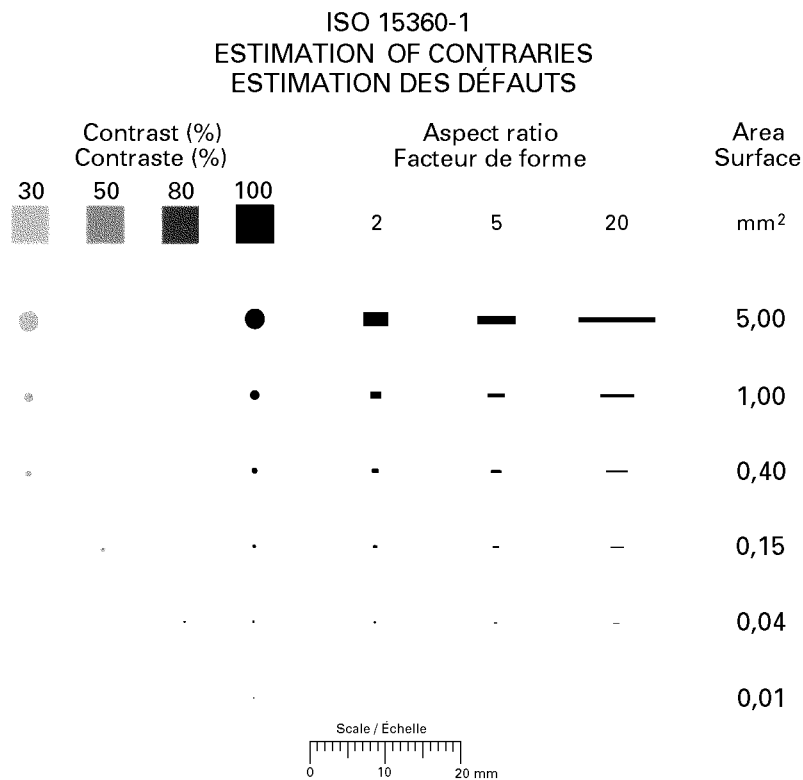 ISO 15360-1
ESTIMATION OF CONTRARIES
ESTIMATION DES DÉFAUTS
Contrast (%)
Contraste (%)
30 50 80 100
Aspect ratio
Facteur de forme
2 5 20
Area
Surface
mm²
5,00
1,00
0,40
0,15
0,04
0,01
Scale / Échelle
0 10 20 mm